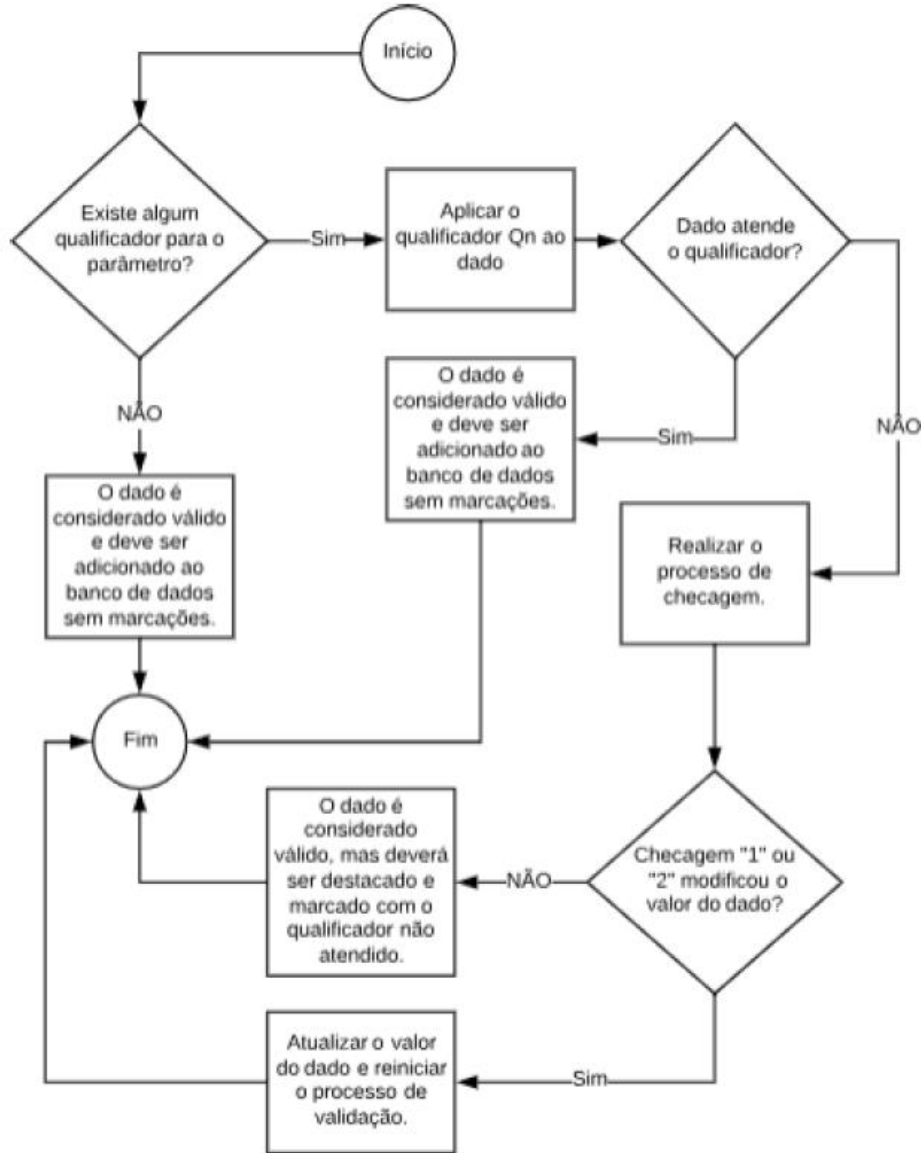 Início
Existe algum
qualificador para o
parâmetro?
Sim
Aplicar o
qualificador Qn ao
dado
Dado atende
o qualificador?
NÃO
Sim
NÃO
O dado é
considerado válido
e deve ser
adicionado ao
banco de dados
sem marcações.
O dado é
considerado válido
e deve ser
adicionado ao
banco de dados
sem marcações.
Realizar o
processo de
checagem.
Fim
O dado é
considerado
válido, mas deverá
ser destacado e
marcado com o
qualificador não
atendido.
NÃO
Checagem "1" ou
"2" modificou o
valor do dado?
Atualizar o valor
do dado e reiniciar
o processo de
validação.
Sim